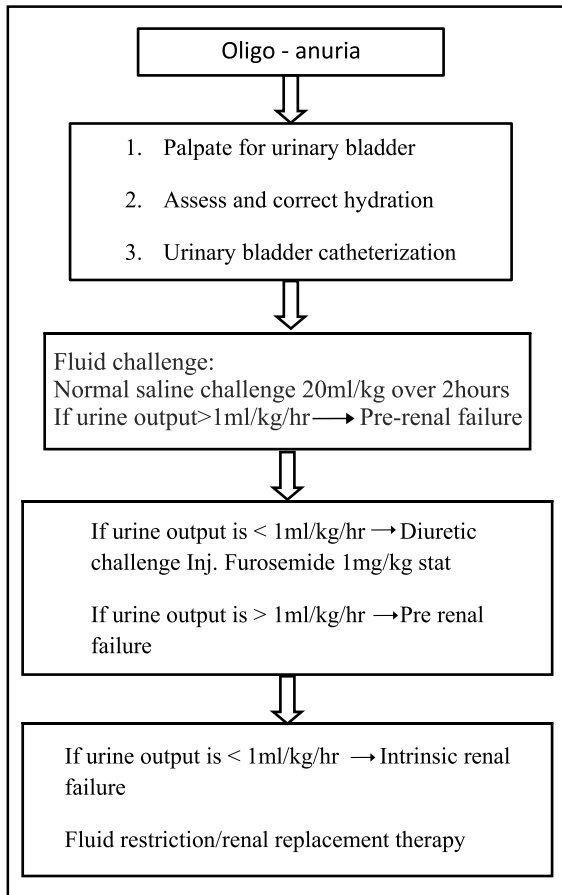 Oligo - anuria
1. Palpate for urinary bladder
2. Assess and correct hydration
3. Urinary bladder catheterization
Fluid challenge:
Normal saline challenge 20ml/kg over 2hours
If urine output>1ml/kg/hr→ Pre-renal failure
If urine output is < 1ml/kg/hr → Diuretic
challenge Inj. Furosemide 1mg/kg stat
If urine output is > 1ml/kg/hr →Pre renal
failure
If urine output is < 1ml/kg/hr → Intrinsic renal
failure
Fluid restriction/renal replacement therapy